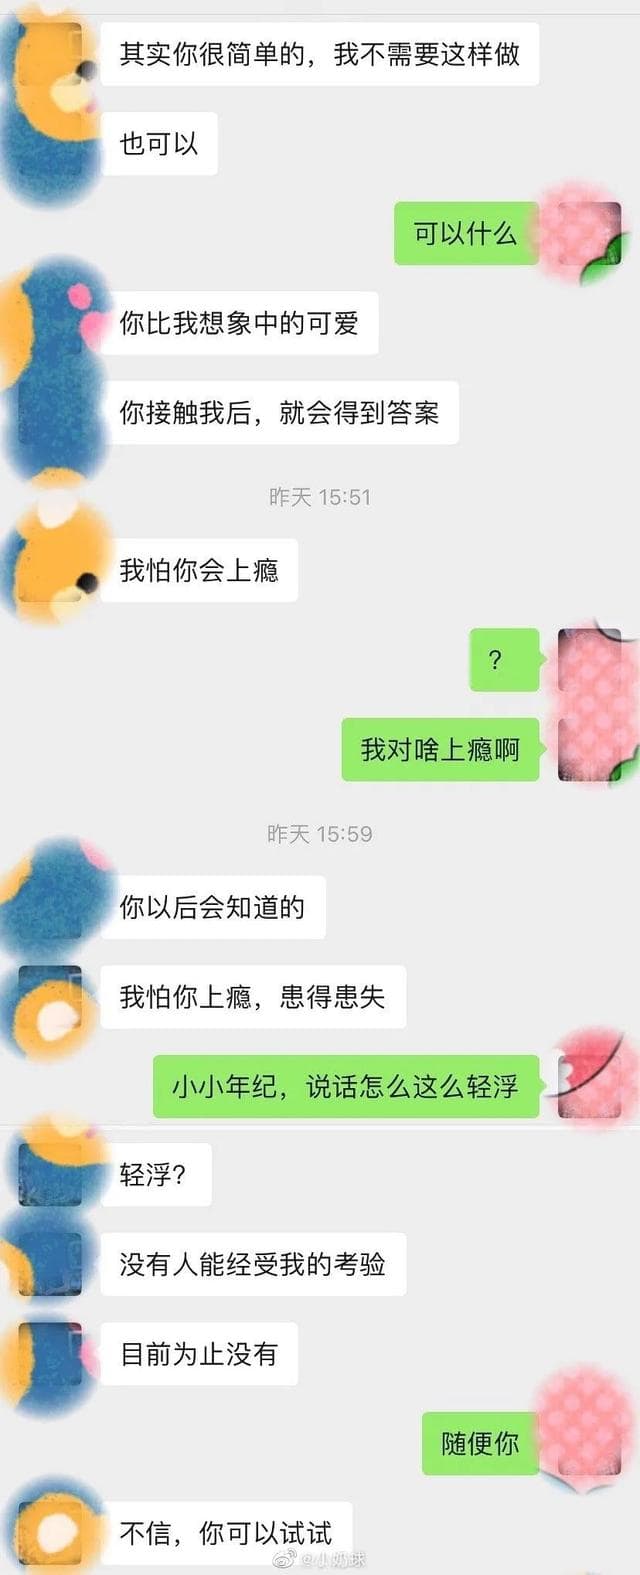 其实你很简单的，我不需要这样做
也可以
可以什么
你比我想象中的可爱
你接触我后，就会得到答案
昨天 15:51
我怕你会上瘾
？
我对啥上瘾啊
昨天 15:59
你以后会知道的
我怕你上瘾，患得患失
小小年纪，说话怎么这么轻浮
轻浮？
没有人能经受我的考验
目前为止没有
随便你
不信，你可以试试
@小奶球